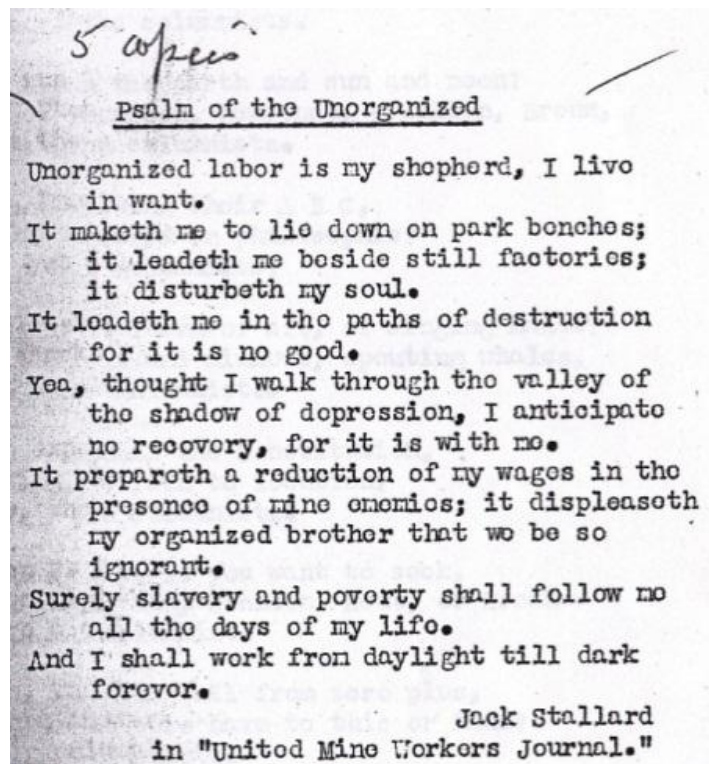 5 copies
Psalm of the Unorganized
Unorganized labor is my shepherd, I live
in want.
It maketh me to lie down on park benches;
it leadeth me beside still factories;
it disturbeth my soul.
It leadeth me in the paths of destruction
for it is no good.
Yea, thought I walk through the valley of
the shadow of depression, I anticipate
no recovery, for it is with me.
It prepareth a reduction of my wages in the
presence of mine enemies; it displeaseth
my organized brother that we be so
ignorant.
Surely slavery and poverty shall follow me
all the days of my life.
And I shall work from daylight till dark
forever.
Jack Stallard
in "United Mine Workers Journal."